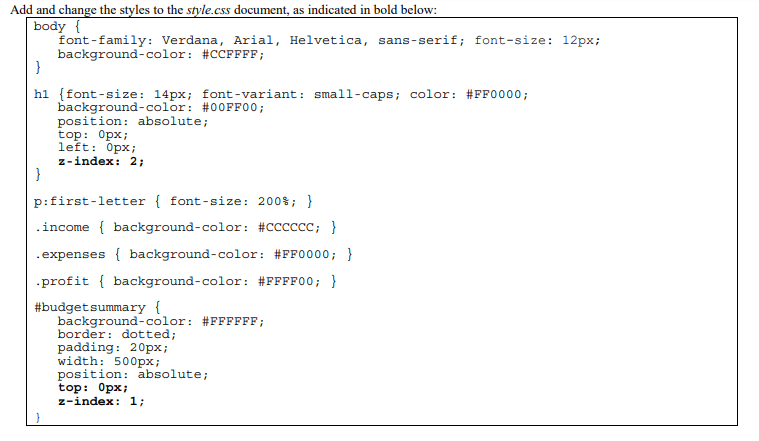 Add and change the styles to the style.css document, as indicated in bold below:
body {
font-family: Verdana, Arial, Helvetica, sans-serif; font-size: 12px;
background-color: #CCFFFF;
}
h1 {font-size: 14px; font-variant: small-caps; color: #FF0000;
background-color: #00FF00;
position: absolute;
top: 0px;
left: 0px;
z-index: 2;
}
p:first-letter { font-size: 200%; }
.income { background-color: #CCCCCC; }
.expenses { background-color: #FF0000; }
.profit { background-color: #FFFF00; }
#budgetsummary {
background-color: #FFFFFF;
border: dotted;
padding: 20px;
width: 500px;
position: absolute;
top: 0px;
z-index: 1;
}